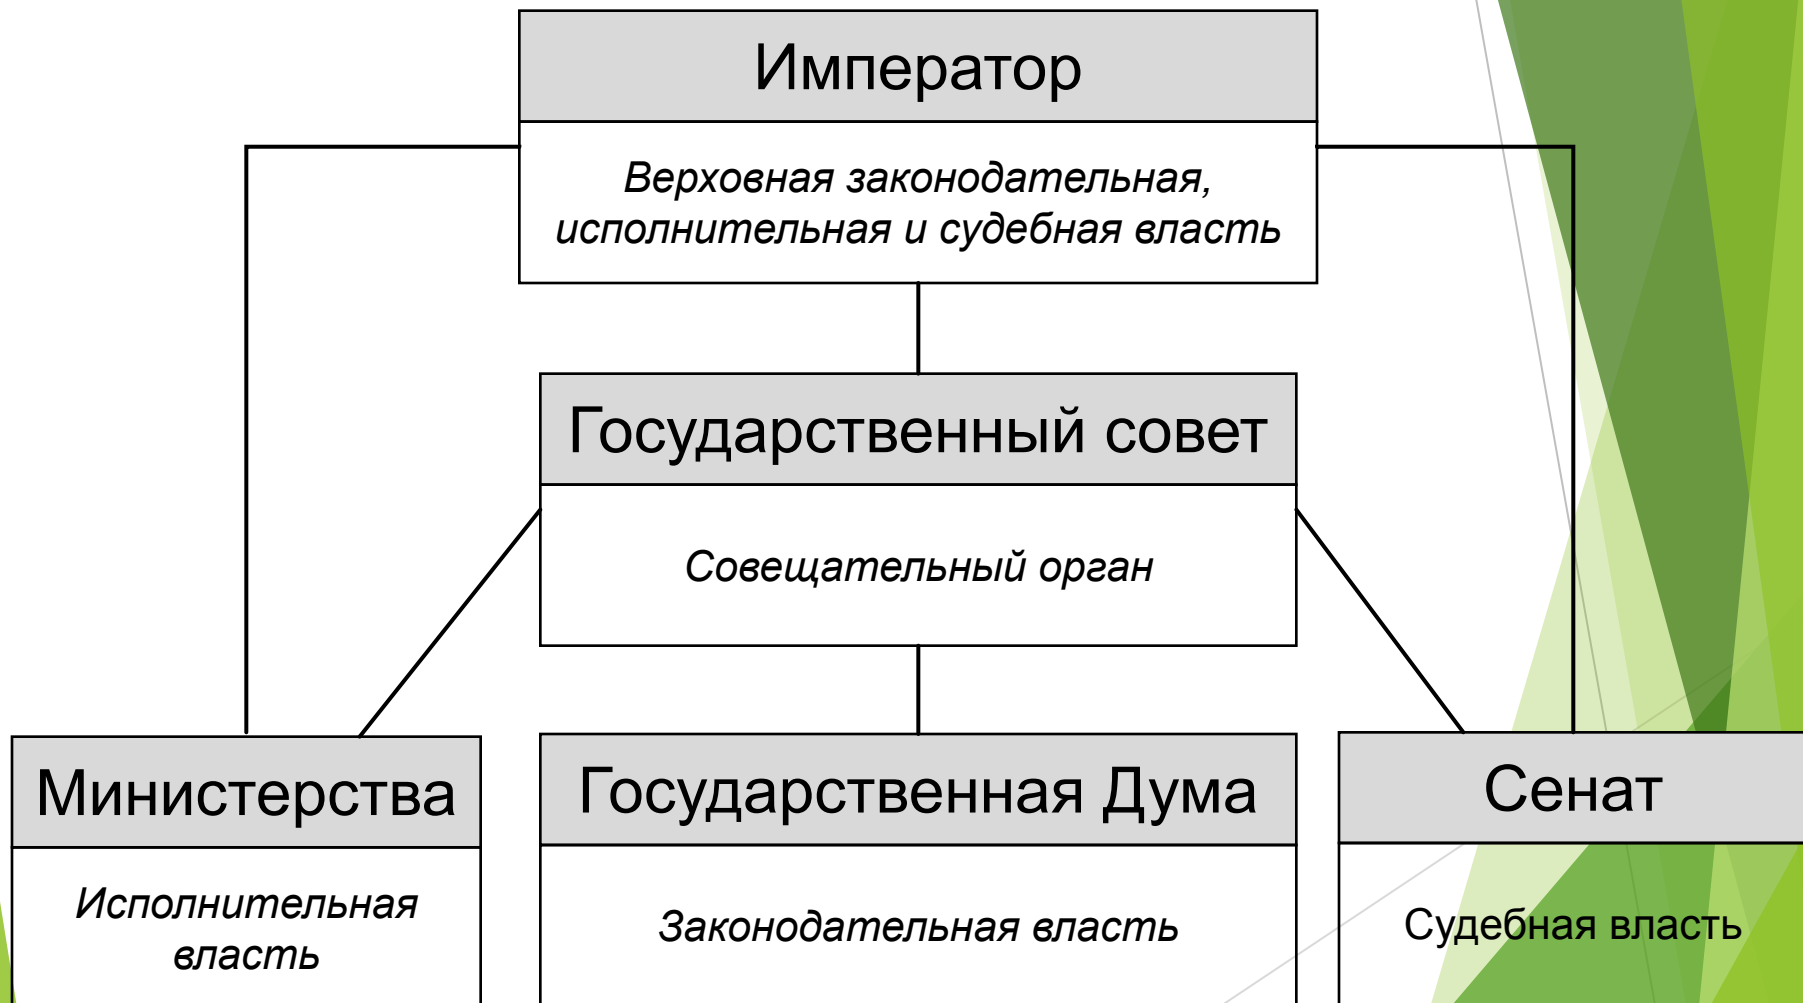 Император
Верховная законодательная,
исполнительная и судебная власть
Государственный совет
Совещательный орган
Министерства
Исполнительная
власть
Государственная Дума
Законодательная власть
Сенат
Судебная власть